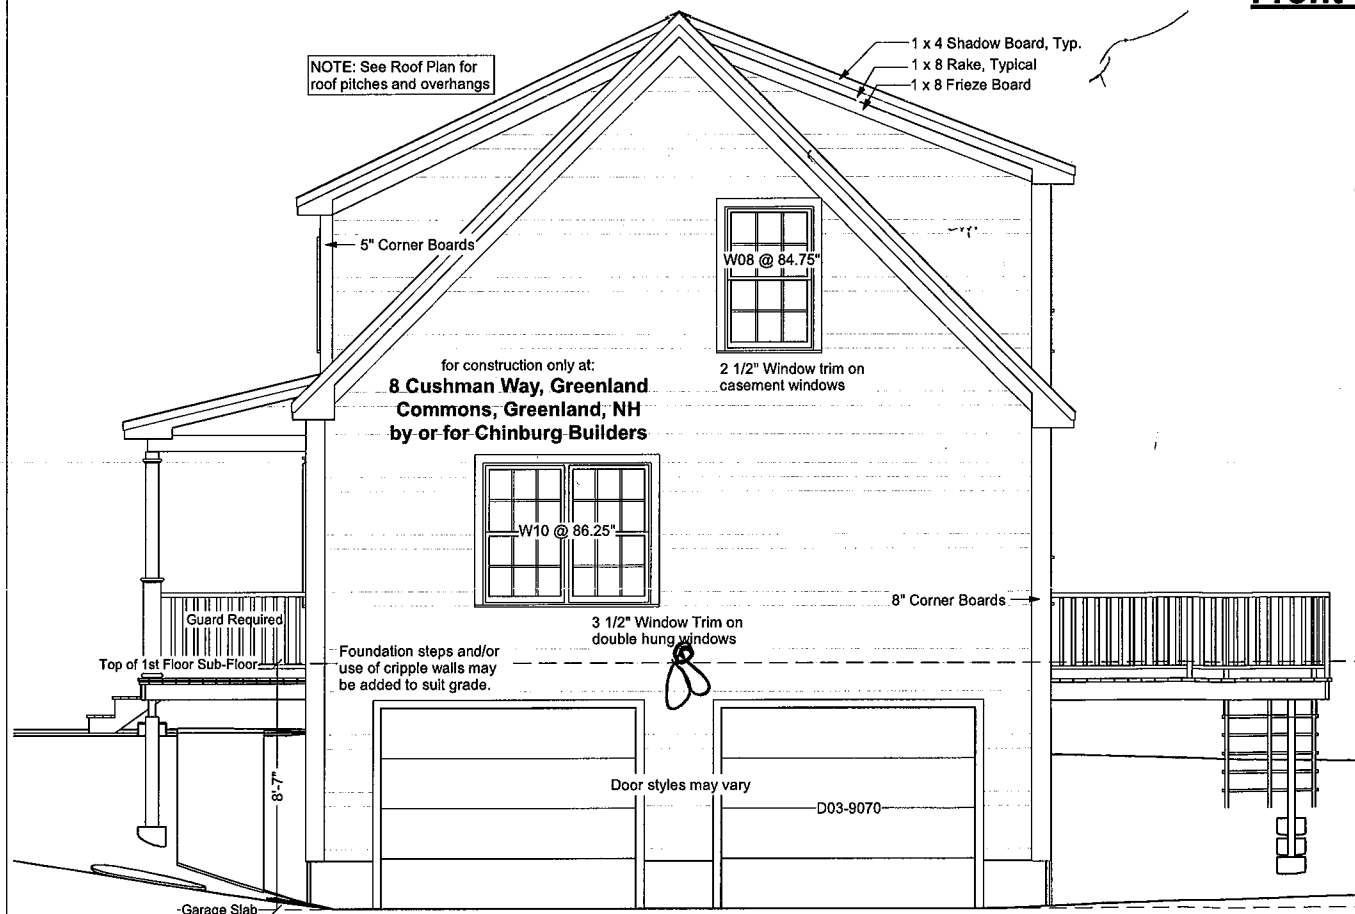 1 x 4 Shadow Board, Typ.
1 x 8 Rake, Typical
1 x 8 Frieze Board
NOTE: See Roof Plan for
roof pitches and overhangs
5" Corner Boards
W08 @ 84.75"
2 1/2" Window trim on
casement windows
for construction only at:
8 Cushman Way, Greenland
Commons, Greenland, NH
by or for Chinburg Builders
W10 @ 86.25"
8" Corner Boards
3 1/2" Window Trim on
double hung windows
Guard Required
Top of 1st Floor Sub-Floor
Foundation steps and/or
use of cripple walls may
be added to suit grade.
8'-7"
Door styles may vary
D03-9070
Garage Slab